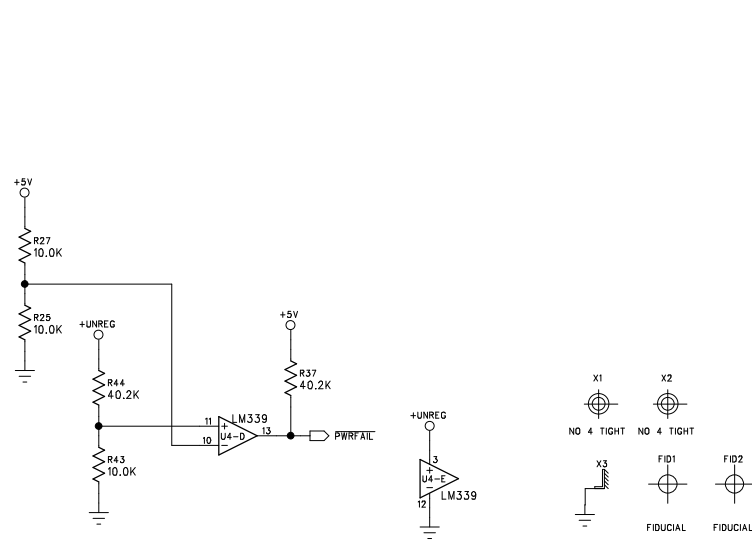 +5V
R27
10.0K
R25
10.0K
+UNREG
R44
40.2K
R43
10.0K
+5V
R37
40.2K
LM339
11
+
U4-D
10
−
13
PWRFAIL
+UNREG
3
+
U4-E
−
12
LM339
X1
X2
NO 4 TIGHT
NO 4 TIGHT
X3
FID1
FID2
FIDUCIAL
FIDUCIAL